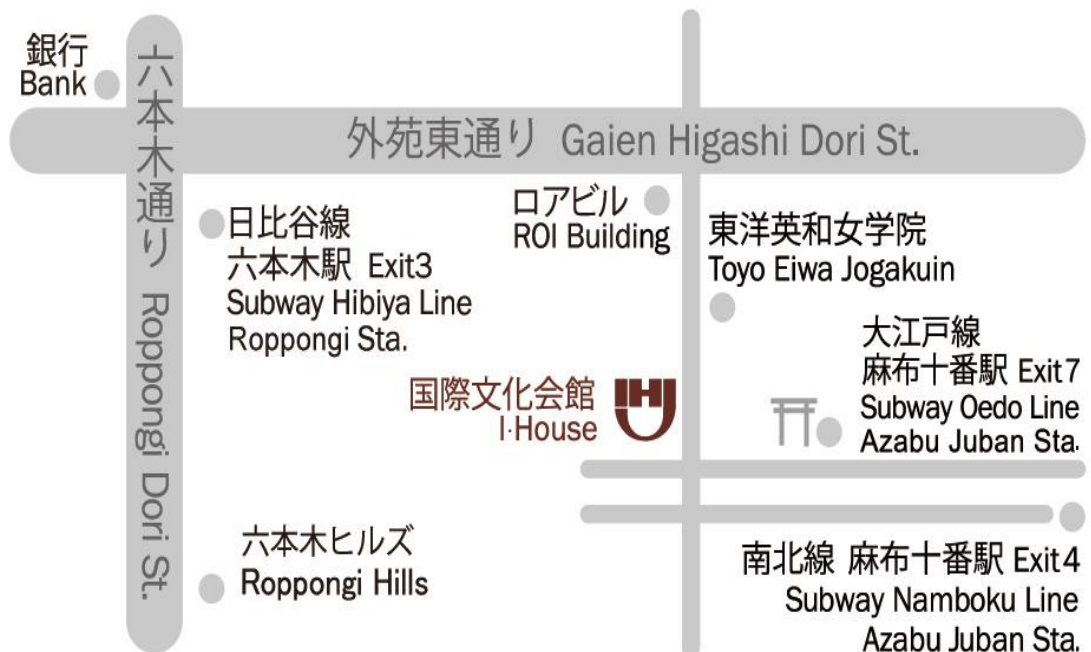 銀行
Bank
六本木通り Roppongi Dori St.
外苑東通り Gaien Higashi Dori St.
日比谷線
六本木駅 Exit3
Subway Hibiya Line
Roppongi Sta.
ロアビル
ROI Building
東洋英和女学院
Toyo Eiwa Jogakuin
大江戸線
麻布十番駅 Exit7
Subway Oedo Line
Azabu Juban Sta.
国際文化会館
I·House
IHJ
六本木ヒルズ
Roppongi Hills
南北線 麻布十番駅 Exit4
Subway Namboku Line
Azabu Juban Sta.